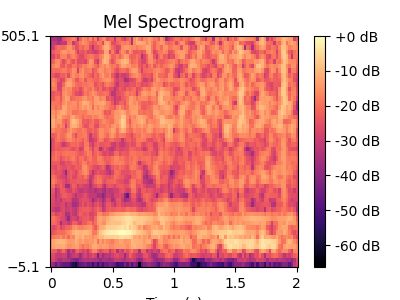 Mel Spectrogram
505.1
−5.1
0
0.5
1
1.5
2
+0 dB
-10 dB
-20 dB
-30 dB
-40 dB
-50 dB
-60 dB